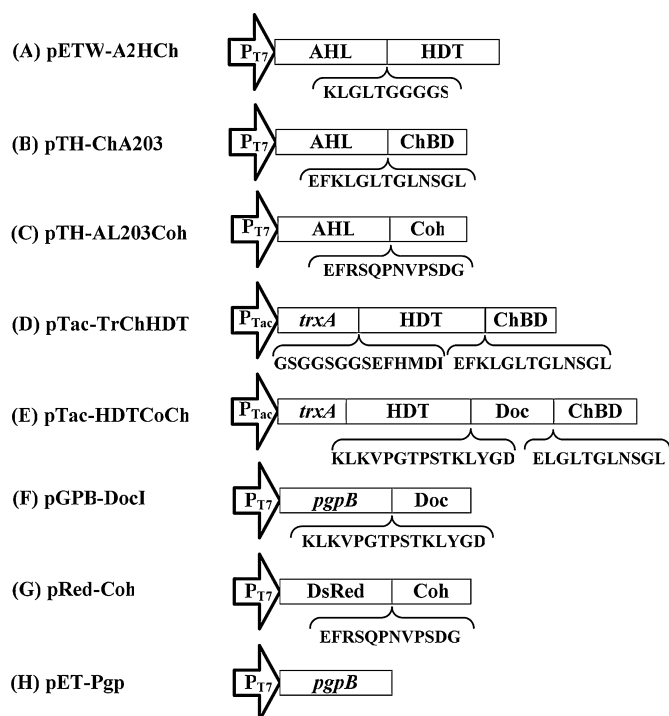 (A) pETW-A2HCh PT7 AHL HDT
KLGLTGGGGS
(B) pTH-ChA203 PT7 AHL ChBD
EFKLGLTGLNSGL
(C) pTH-AL203Coh PT7 AHL Coh
EFRSQPNVPSDG
(D) pTac-TrChHDT PTac trxA HDT ChBD
GSGGSGGSEFHMDI EFKLGLTGLNSGL
(E) pTac-HDTCoCh PTac trxA HDT Doc ChBD
KLKVPGTPSTKLYGD ELGLTGLNSGL
(F) pGPB-DocI PT7 pgpB Doc
KLKVPGTPSTKLYGD
(G) pRed-Coh PT7 DsRed Coh
EFRSQPNVPSDG
(H) pET-Pgp PT7 pgpB